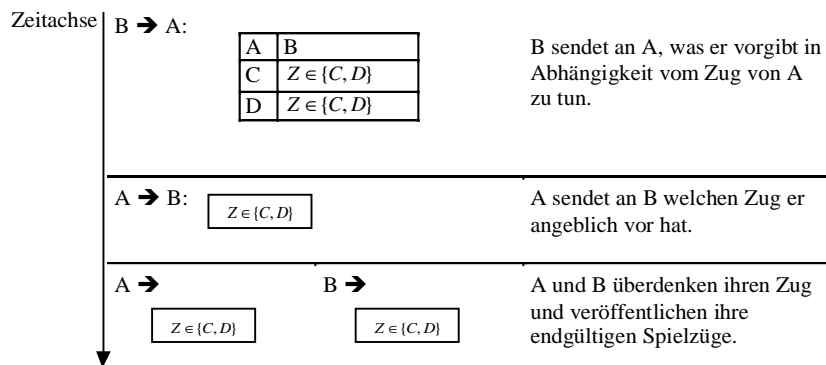 Zeitachse
B ➔ A:
A B
C Z ∈ {C, D}
D Z ∈ {C, D}
B sendet an A, was er vorgibt in
Abhängigkeit vom Zug von A
zu tun.
A ➔ B:
Z ∈ {C, D}
A sendet an B welchen Zug er
angeblich vor hat.
A ➔
Z ∈ {C, D}
B ➔
Z ∈ {C, D}
A und B überdenken ihren Zug
und veröffentlichen ihre
endgültigen Spielzüge.